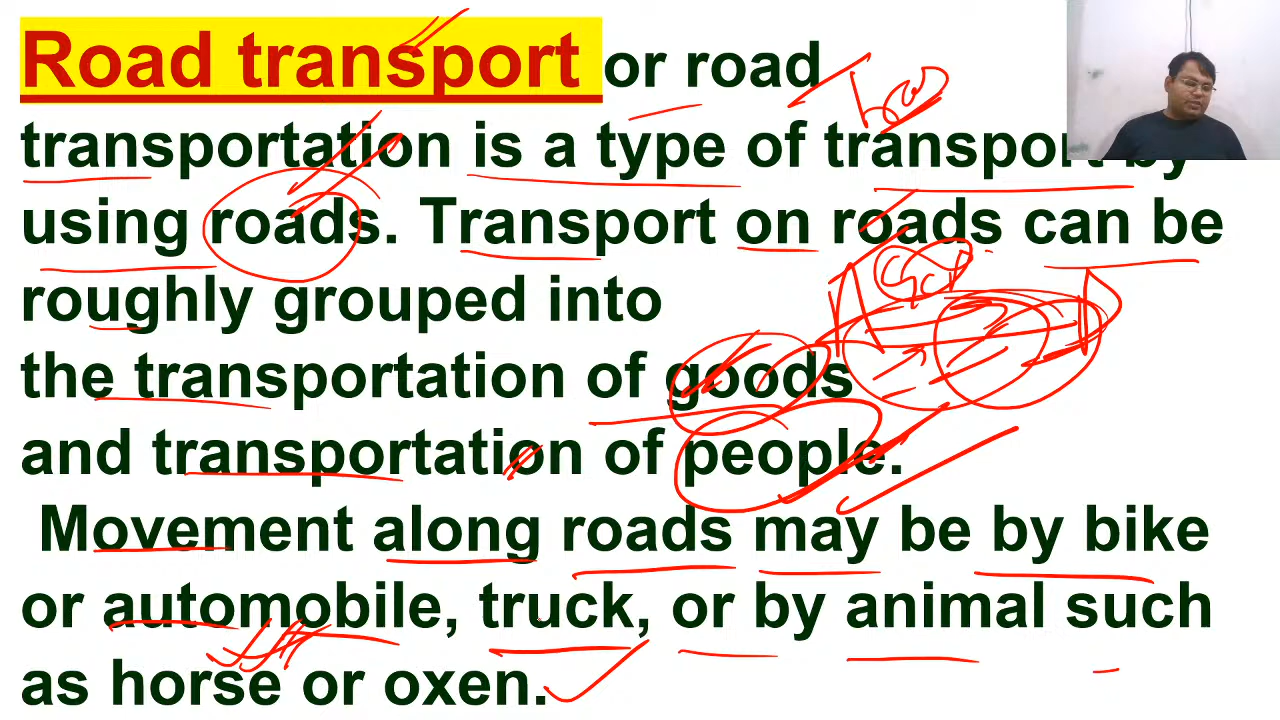 Road transport or road
transportation is a type of transport by
using roads. Transport on roads can be
roughly grouped into
the transportation of goods
and transportation of people.
Movement along roads may be by bike
or automobile, truck, or by animal such
as horse or oxen.